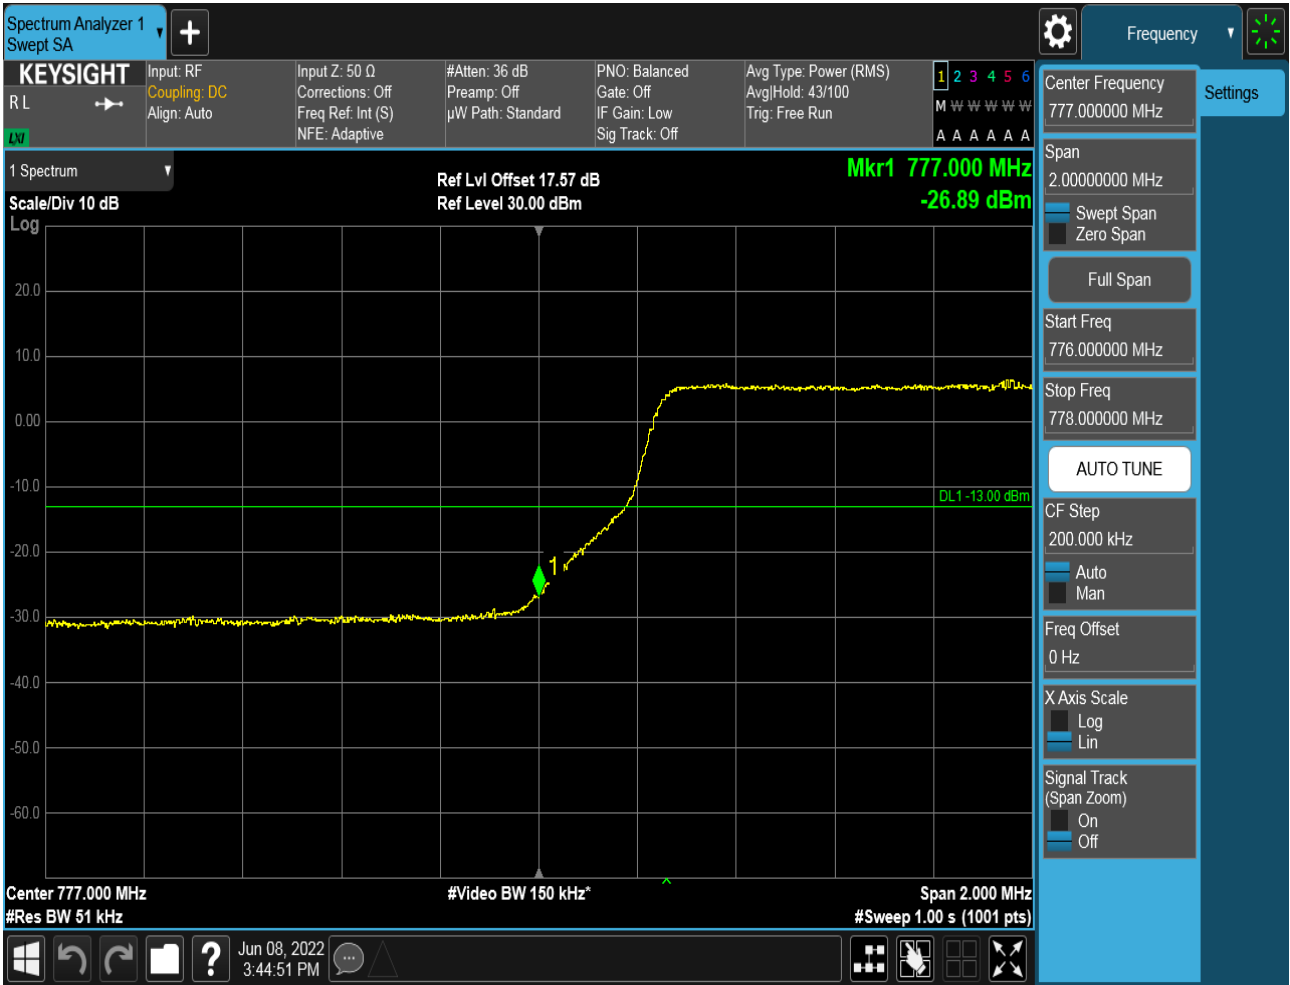 Spectrum Analyzer 1
Swept SA
Frequency
KEYSIGHT
R L
LXI
Input: RF
Coupling: DC
Align: Auto
Input Z: 50 Ω
Corrections: Off
Freq Ref: Int (S)
NFE: Adaptive
#Atten: 36 dB
Preamp: Off
µW Path: Standard
PNO: Balanced
Gate: Off
IF Gain: Low
Sig Track: Off
Avg Type: Power (RMS)
Avg|Hold: 43/100
Trig: Free Run
1 2 3 4 5 6
M W W W W W
A A A A A A
1 Spectrum
Scale/Div 10 dB
Log
Ref Lvl Offset 17.57 dB
Ref Level 30.00 dBm
Mkr1 777.000 MHz
-26.89 dBm
20.0
10.0
0.00
-10.0
-20.0
-30.0
-40.0
-50.0
-60.0
DL1 -13.00 dBm
1
Center 777.000 MHz
#Video BW 150 kHz*
Span 2.000 MHz
#Res BW 51 kHz
#Sweep 1.00 s (1001 pts)
Jun 08, 2022
3:44:51 PM
Center Frequency
777.000000 MHz
Settings
Span
2.00000000 MHz
Swept Span
Zero Span
Full Span
Start Freq
776.000000 MHz
Stop Freq
778.000000 MHz
AUTO TUNE
CF Step
200.000 kHz
Auto
Man
Freq Offset
0 Hz
X Axis Scale
Log
Lin
Signal Track
(Span Zoom)
On
Off